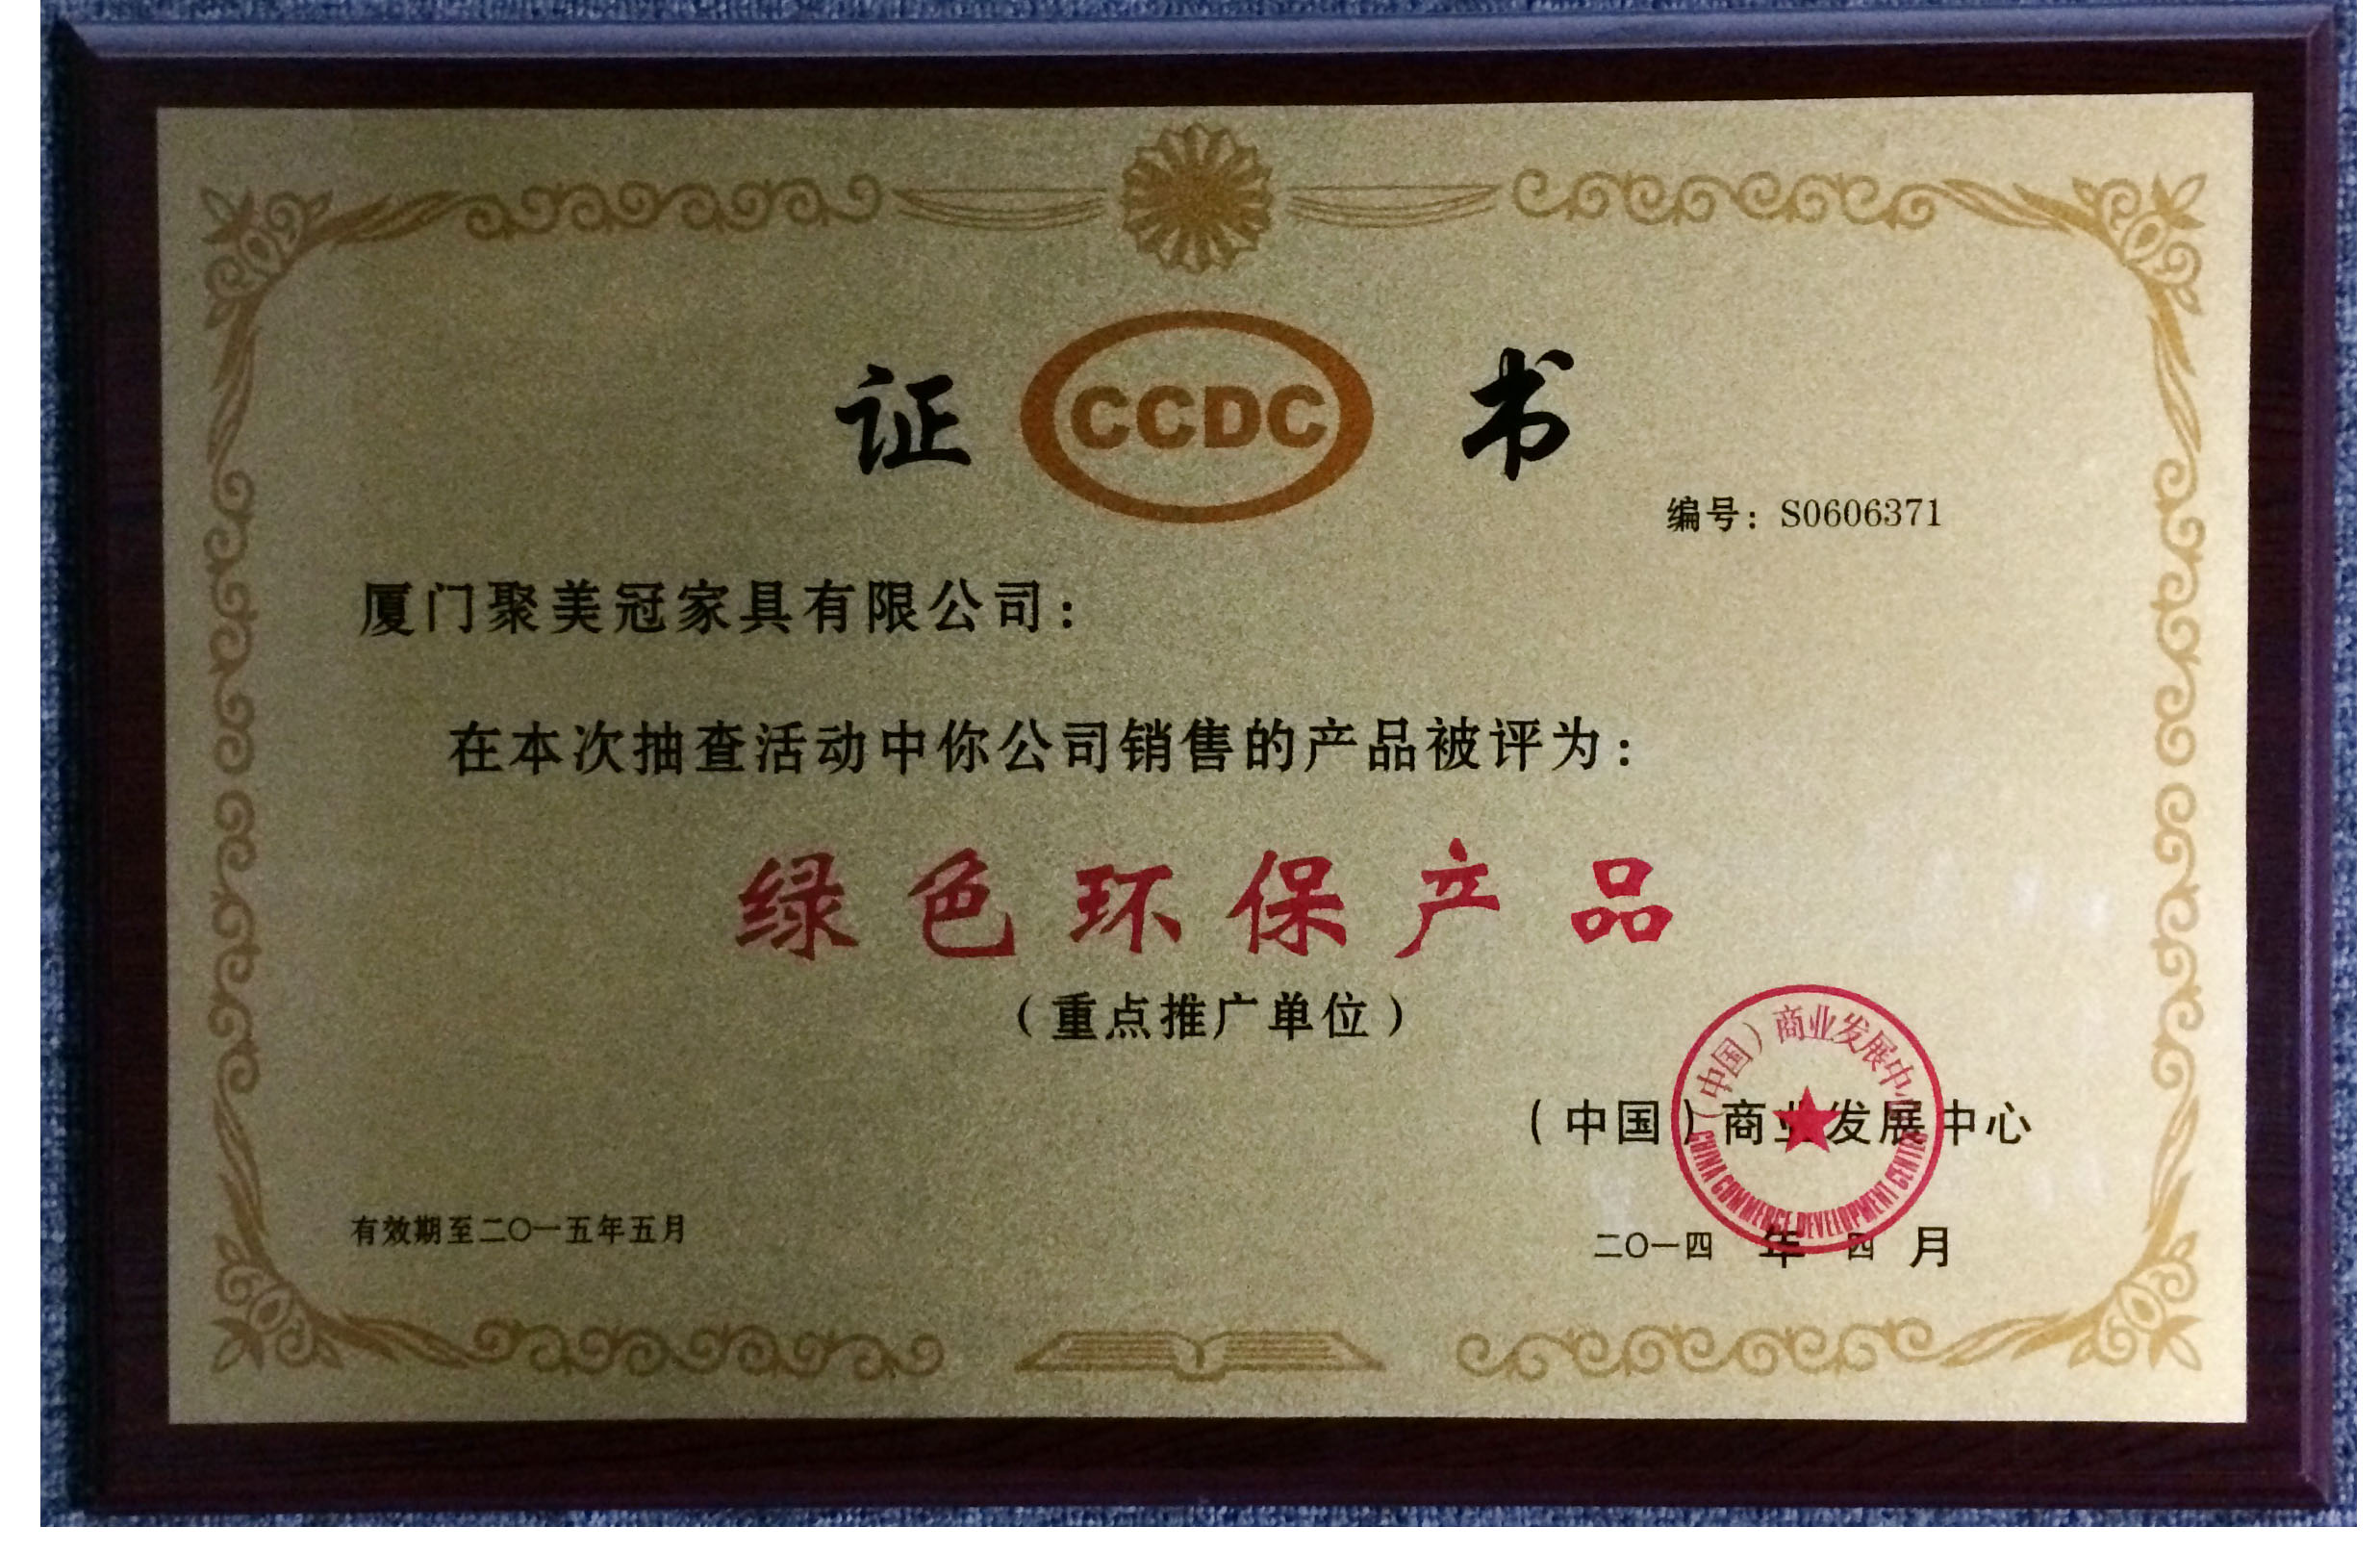 证 CCDC 书
编号：S0606371
厦门聚美冠家具有限公司：
在本次抽查活动中你公司销售的产品被评为：
绿色环保产品
（重点推广单位）
（中国）商业发展中心
（中国）商业发展中心
CHINA COMMERCE DEVELOPMENT CENTER
有效期至二〇一五年五月
二〇一四 年 四 月